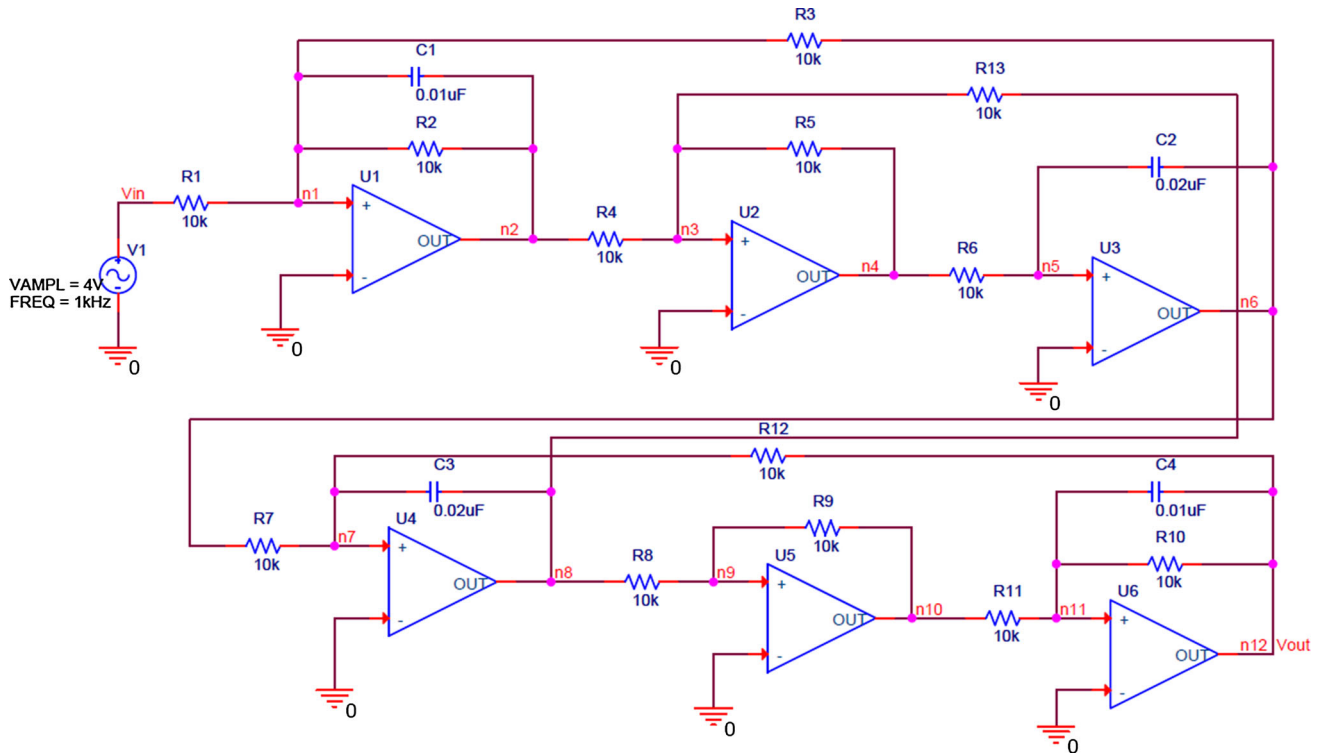 R3
10k
C1
0.01uF
R13
10k
R2
10k
R5
10k
C2
0.02uF
Vin
R1
10k
n1
U1
+
-
OUT
n2
R4
10k
n3
U2
+
-
OUT
n4
R6
10k
n5
U3
+
-
OUT
n6
V1
+
-
VAMPL = 4V
FREQ = 1kHz
0
0
0
0
R12
10k
C3
0.02uF
C4
0.01uF
R7
10k
n7
U4
+
-
OUT
n8
R8
10k
R9
10k
n9
U5
+
-
OUT
n10
R11
10k
n11
R10
10k
U6
+
-
OUT
n12
Vout
0
0
0